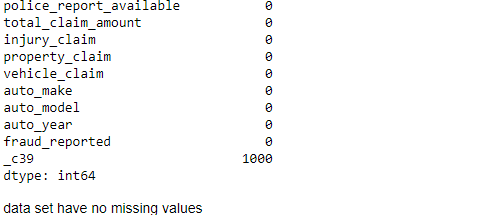 police_report_available 0
total_claim_amount 0
injury_claim 0
property_claim 0
vehicle_claim 0
auto_make 0
auto_model 0
auto_year 0
fraud_reported 0
_c39 1000
dtype: int64
data set have no missing values